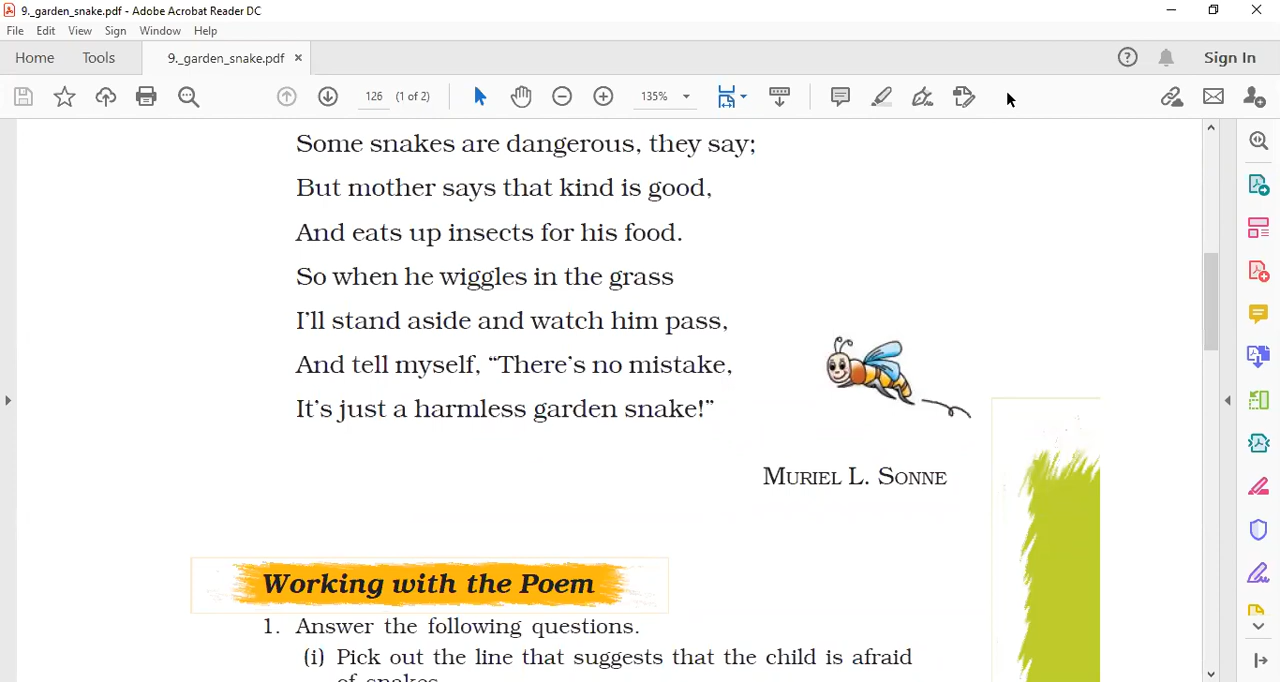 9._garden_snake.pdf - Adobe Acrobat Reader DC
File Edit View Sign Window Help
Home Tools 9._garden_snake.pdf × Sign In
126 (1 of 2) 135%
Some snakes are dangerous, they say;
But mother says that kind is good,
And eats up insects for his food.
So when he wiggles in the grass
I'll stand aside and watch him pass,
And tell myself, “There's no mistake,
It's just a harmless garden snake!”
MURIEL L. SONNE
Working with the Poem
1. Answer the following questions.
(i) Pick out the line that suggests that the child is afraid
of snakes.